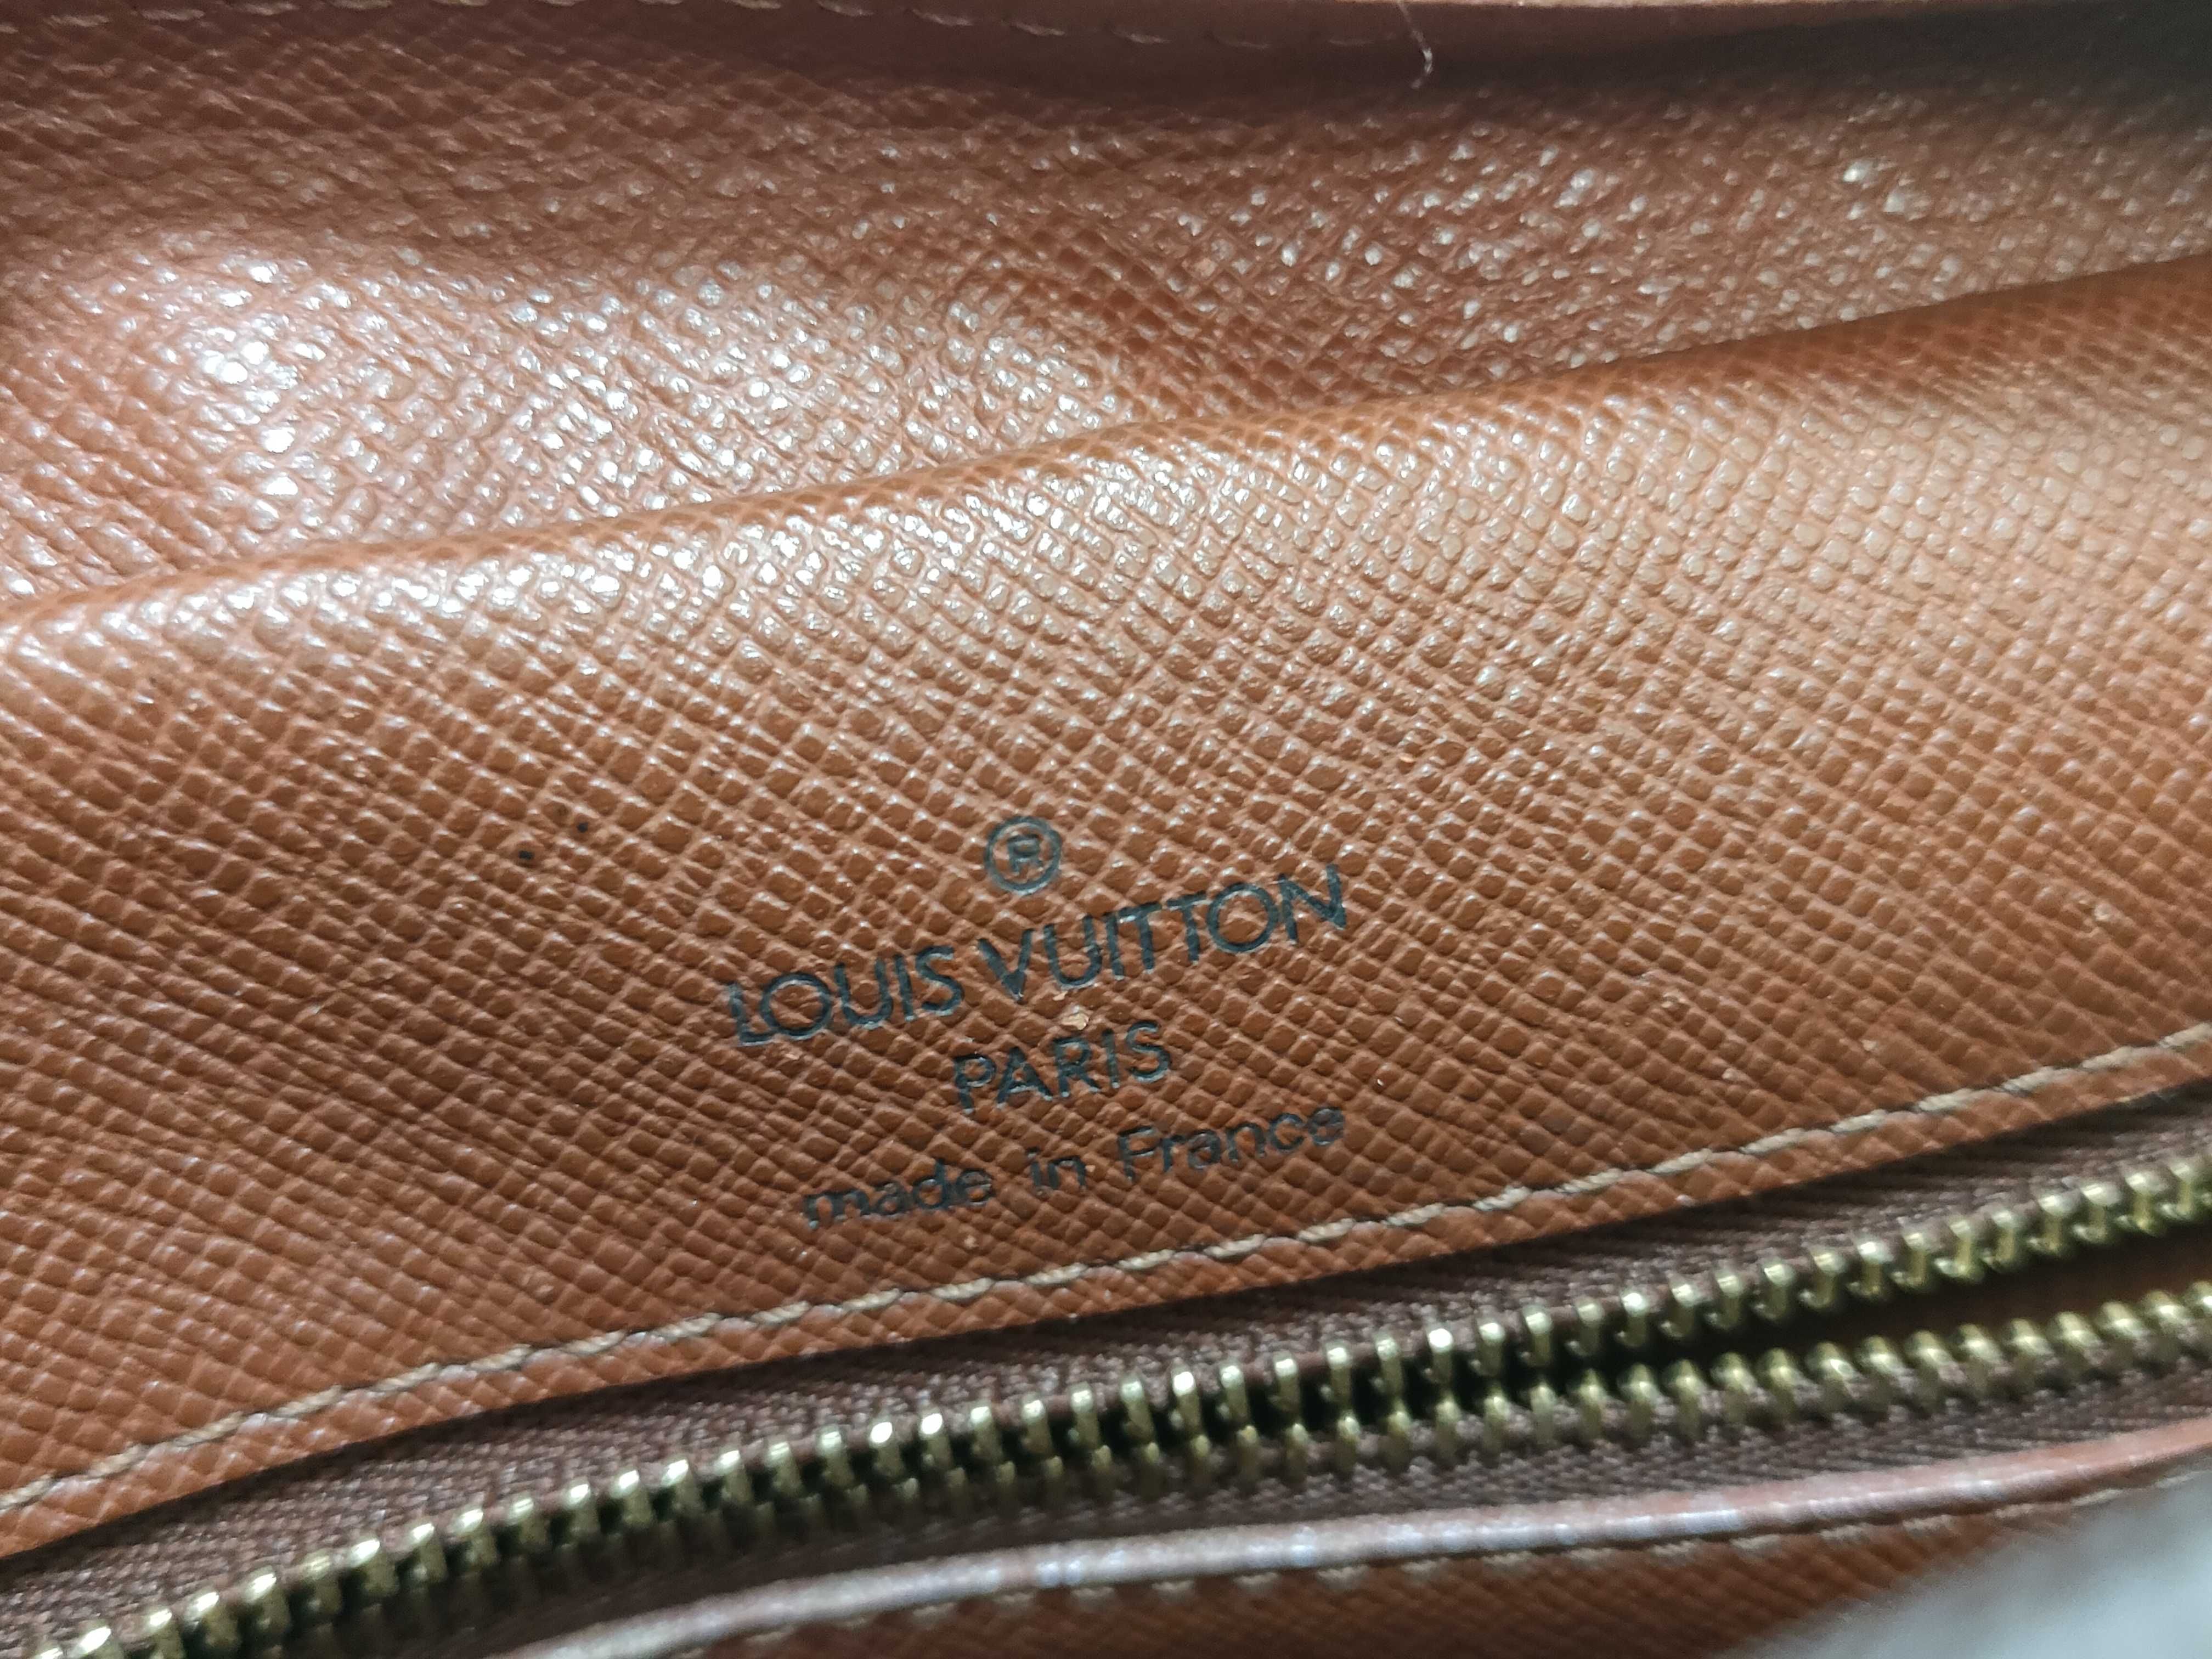 ®
LOUIS VUITTON
PARIS
made in France